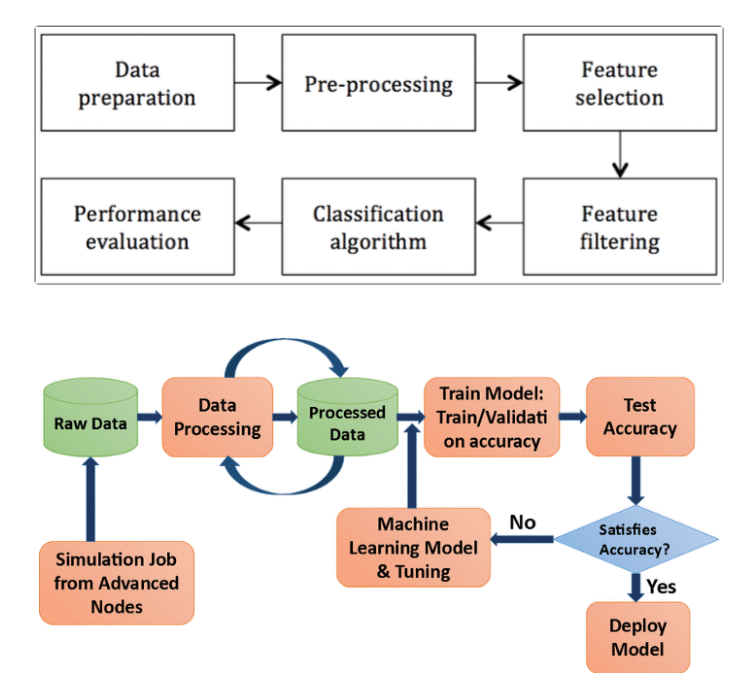 Data
preparation
Pre-processing
Feature
selection
Performance
evaluation
Classification
algorithm
Feature
filtering
Raw Data
Data
Processing
Processed
Data
Train Model:
Train/Validati
on accuracy
Test
Accuracy
Simulation Job
from Advanced
Nodes
Machine
Learning Model
& Tuning
No
Satisfies
Accuracy?
Yes
Deploy
Model